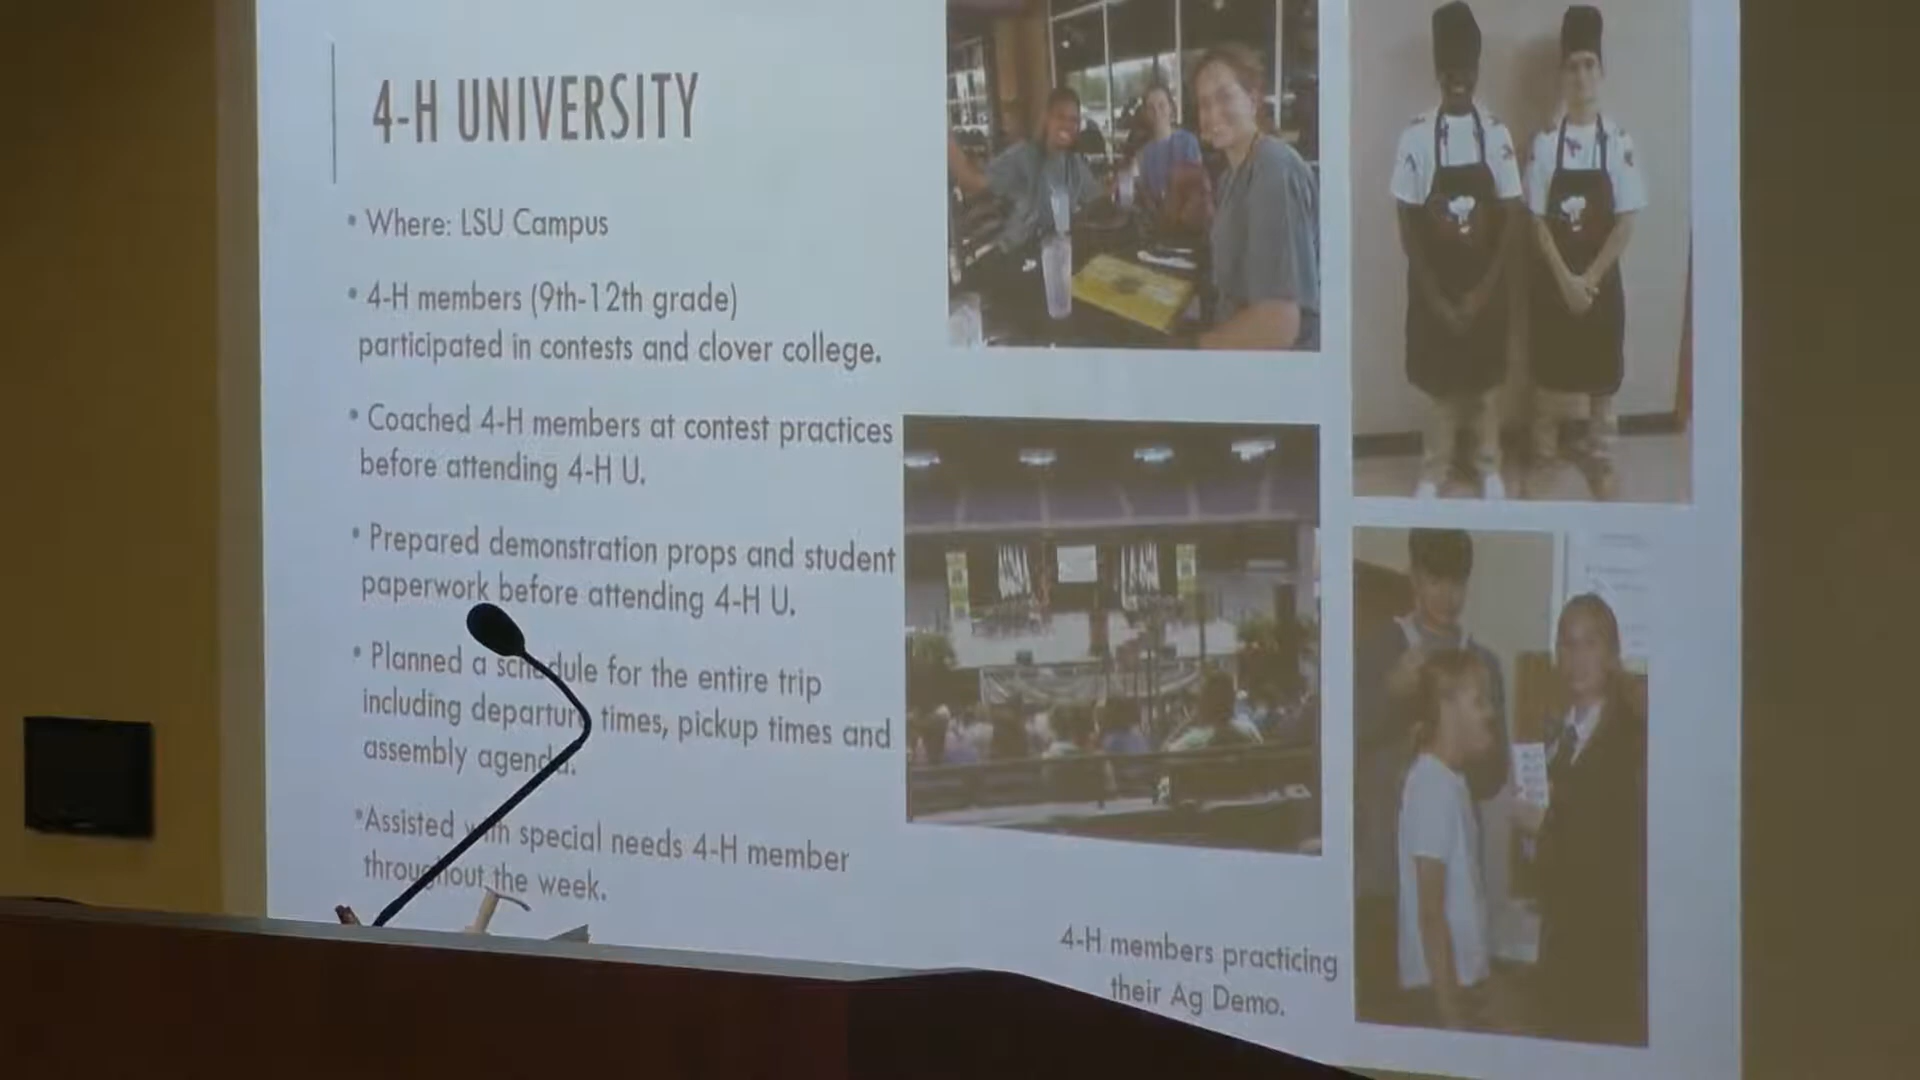 4-H UNIVERSITY
• Where: LSU Campus
• 4-H members (9th-12th grade)
participated in contests and clover college.
• Coached 4-H members at contest practices
before attending 4-H U.
• Prepared demonstration props and student
paperwork before attending 4-H U.
• Planned a schedule for the entire trip
including departure times, pickup times and
assembly agenda.
•Assisted with special needs 4-H member
throughout the week.
4-H members practicing
their Ag Demo.